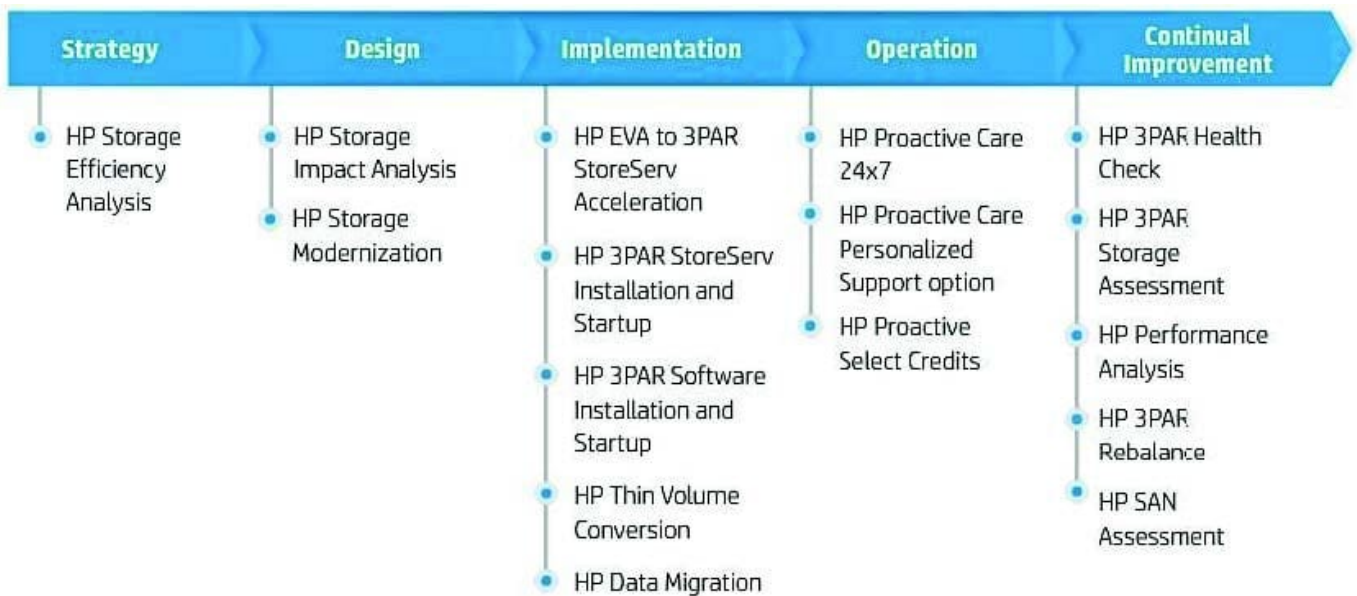 Strategy
Design
Implementation
Operation
Continual
Improvement
HP Storage
Efficiency
Analysis
HP Storage
Impact Analysis
HP Storage
Modernization
HP EVA to 3PAR
StoreServ
Acceleration
HP 3PAR StoreServ
Installation and
Startup
HP 3PAR Software
Installation and
Startup
HP Thin Volume
Conversion
HP Data Migration
HP Proactive Care
24x7
HP Proactive Care
Personalized
Support option
HP Proactive
Select Credits
HP 3PAR Health
Check
HP 3PAR
Storage
Assessment
HP Performance
Analysis
HP 3PAR
Rebalance
HP SAN
Assessment